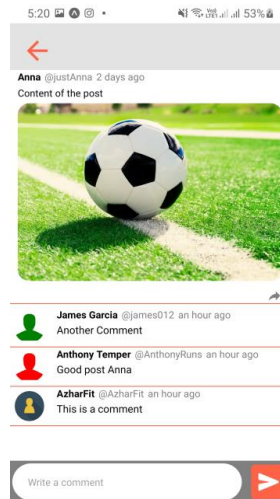 5:20
53%
Anna @justAnna 2 days ago
Content of the post
James Garcia @james012 an hour ago
Another Comment
Anthony Temper @AnthonyRuns an hour ago
Good post Anna
AzharFit @AzharFit an hour ago
This is a comment
Write a comment